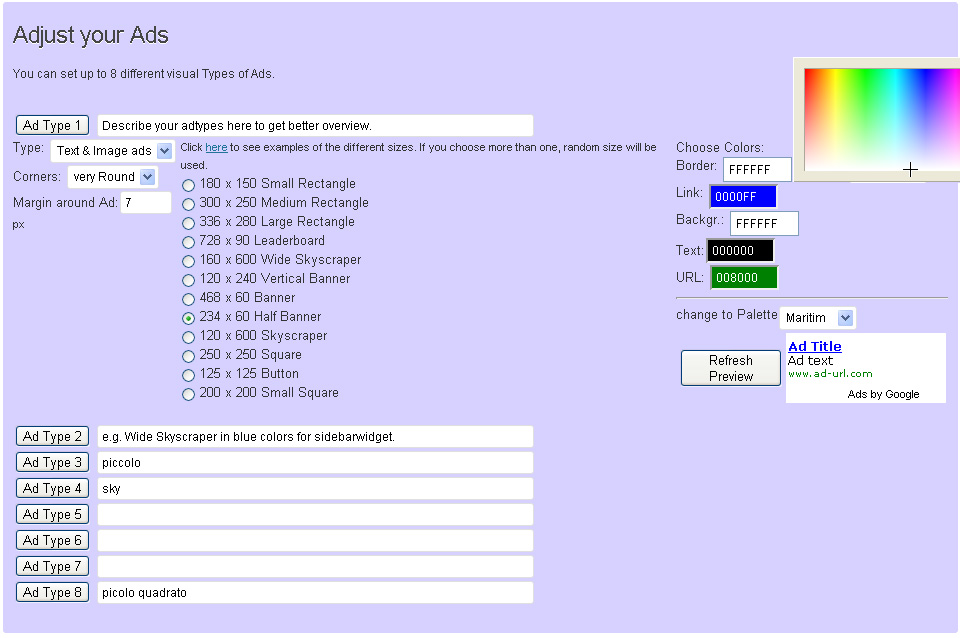 Adjust your Ads
You can set up to 8 different visual Types of Ads.
Ad Type 1 Describe your adtypes here to get better overview.
Type: Text & Image ads
Corners: very Round
Margin around Ad: 7
px
Click here to see examples of the different sizes. If you choose more than one, random size will be
used.
180 x 150 Small Rectangle
300 x 250 Medium Rectangle
336 x 280 Large Rectangle
728 x 90 Leaderboard
160 x 600 Wide Skyscraper
120 x 240 Vertical Banner
468 x 60 Banner
234 x 60 Half Banner
120 x 600 Skyscraper
250 x 250 Square
125 x 125 Button
200 x 200 Small Square
Choose Colors:
Border: FFFFFF
Link: 0000FF
Backgr.: FFFFFF
Text: 000000
URL: 008000
change to Palette Maritim
Refresh
Preview
Ad Title
Ad text
www.ad-url.com
Ads by Google
Ad Type 2 e.g. Wide Skyscraper in blue colors for sidebarwidget.
Ad Type 3 piccolo
Ad Type 4 sky
Ad Type 5
Ad Type 6
Ad Type 7
Ad Type 8 picolo quadrato